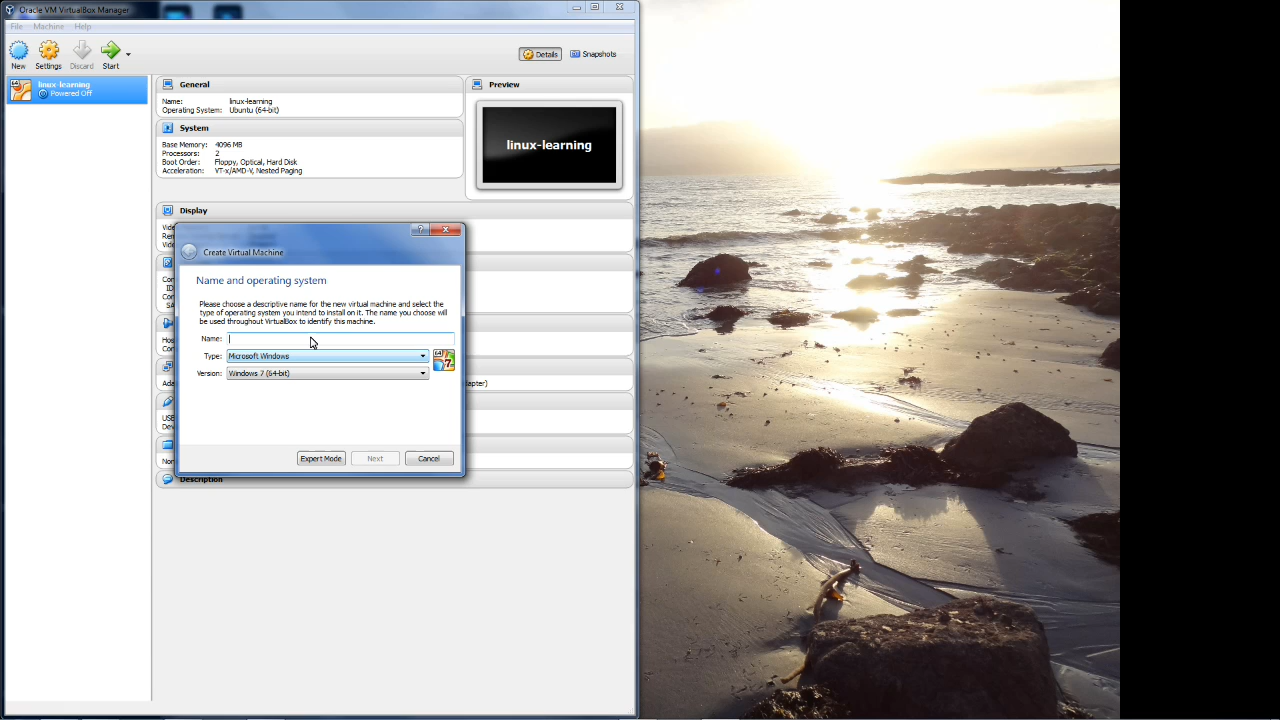 Oracle VM VirtualBox Manager
File Machine Help
New Settings Discard Start
Details Snapshots
linux-learning
Powered Off
General
Name: linux-learning
Operating System: Ubuntu (64-bit)
System
Base Memory: 4096 MB
Processors: 2
Boot Order: Floppy, Optical, Hard Disk
Acceleration: VT-x/AMD-V, Nested Paging
Preview
linux-learning
Display
Create Virtual Machine
Name and operating system
Please choose a descriptive name for the new virtual machine and select the
type of operating system you intend to install on it. The name you choose will
be used throughout VirtualBox to identify this machine.
Name:
Type: Microsoft Windows
Version: Windows 7 (64-bit)
Expert Mode Next Cancel
Description